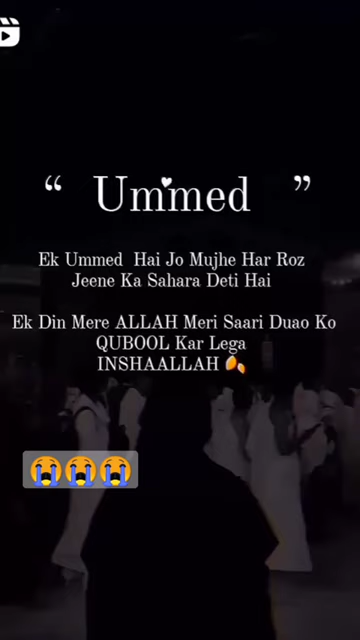 “ Ummed ”
Ek Ummed Hai Jo Mujhe Har Roz
Jeene Ka Sahara Deti Hai
Ek Din Mere ALLAH Meri Saari Duao Ko
QUBOOL Kar Lega
INSHAALLAH 🍂
😭😭😭